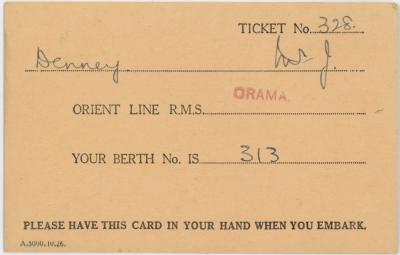 TICKET No. 328.
Denney. Mr J.
ORIENT LINE R.M.S. ORAMA.
YOUR BERTH No. IS 313
PLEASE HAVE THIS CARD IN YOUR HAND WHEN YOU EMBARK.
A.3000.10.26.